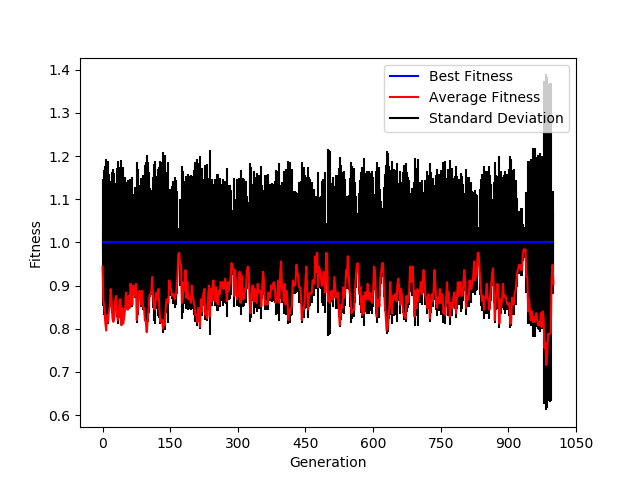 Best Fitness
Average Fitness
Standard Deviation
1.4
1.3
1.2
1.1
1.0
0.9
0.8
0.7
0.6
Fitness
0 150 300 450 600 750 900 1050
Generation